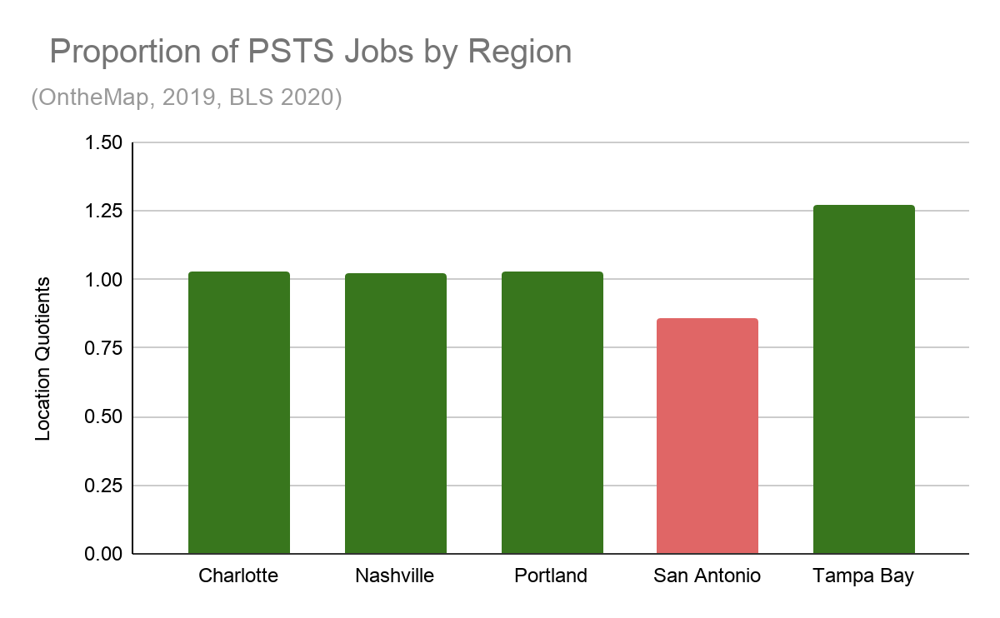 Proportion of PSTS Jobs by Region
(OntheMap, 2019, BLS 2020)
1.50
1.25
1.00
0.75
0.50
0.25
0.00
Location Quotients
Charlotte
Nashville
Portland
San Antonio
Tampa Bay